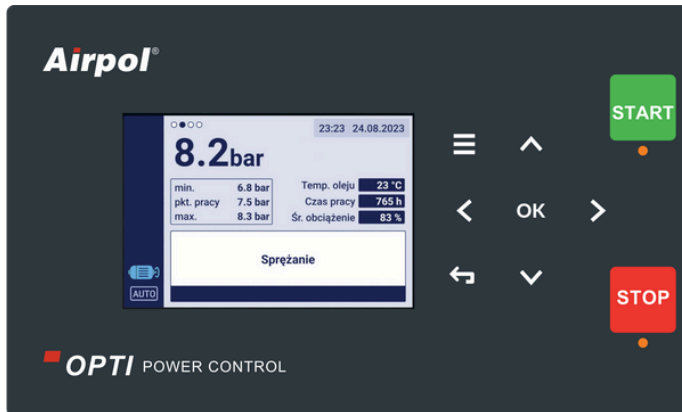 Airpol®
START
23:23 24.08.2023
8.2bar
min. 6.8 bar
pkt. pracy 7.5 bar
max. 8.3 bar
Temp. oleju 23 °C
Czas pracy 765 h
Śr. obciążenie 83 %
OK
Sprężanie
AUTO
STOP
OPTI POWER CONTROL